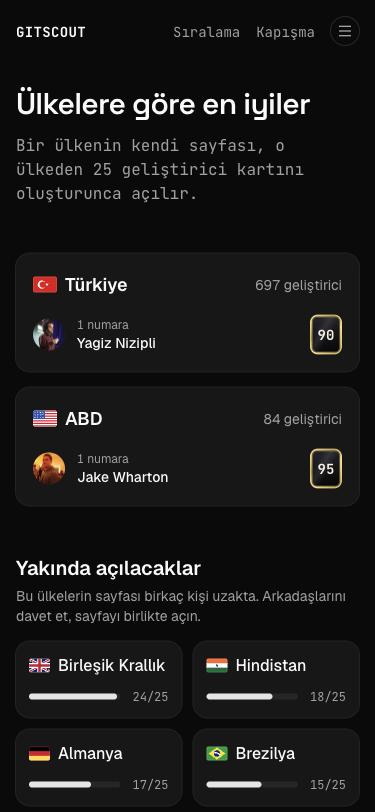 GITSCOUT Sıralama Kapışma
Ülkelere göre en iyiler
Bir ülkenin kendi sayfası, o
ülkeden 25 geliştirici kartını
oluşturunca açılır.
Türkiye 697 geliştirici
1 numara
Yagiz Nizipli
90
ABD 84 geliştirici
1 numara
Jake Wharton
95
Yakında açılacaklar
Bu ülkelerin sayfası birkaç kişi uzakta. Arkadaşlarını
davet et, sayfayı birlikte açın.
Birleşik Krallık
24/25
Hindistan
18/25
Almanya
17/25
Brezilya
15/25